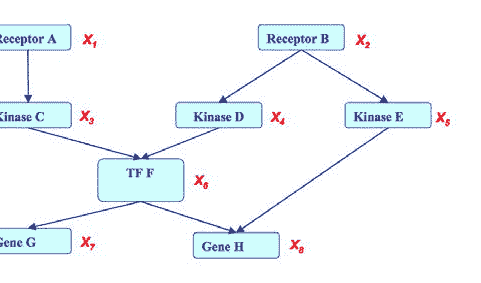 Receptor A X1 Receptor B X2
Kinase C X3 Kinase D X4 Kinase E X5
TF F X6
Gene G X7 Gene H X8